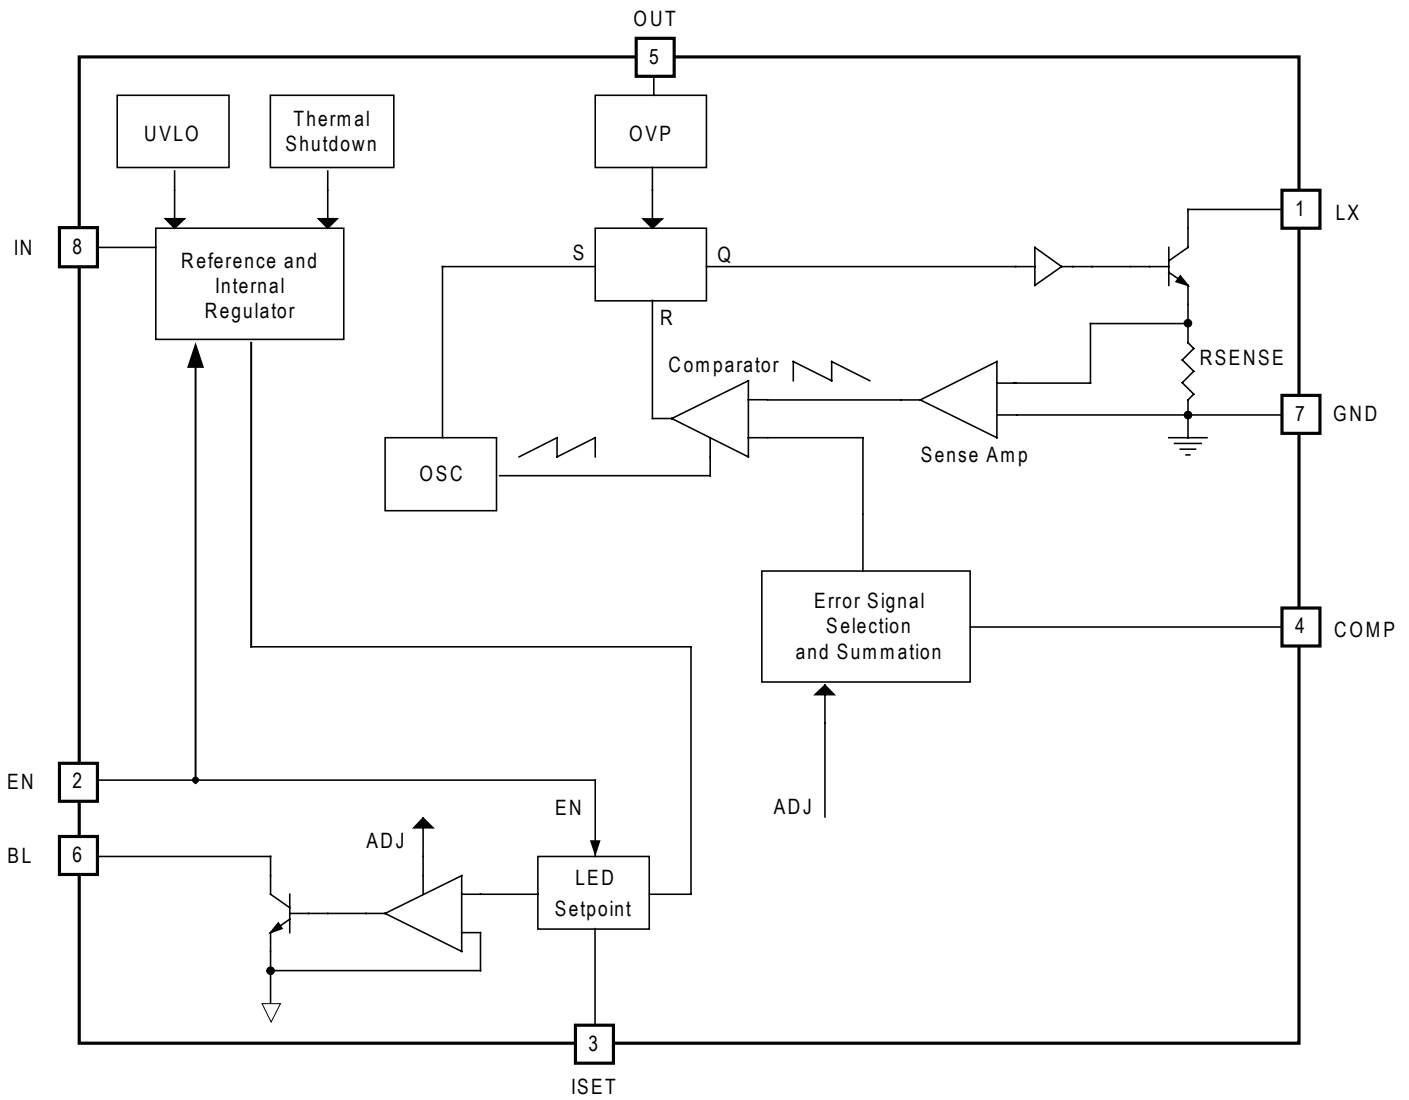 OUT
5
UVLO
Thermal
Shutdown
OVP
1
LX
IN
8
Reference and
Internal
Regulator
S
Q
R
Comparator
RSENSE
7
GND
Sense Amp
OSC
Error Signal
Selection
and Summation
4
COMP
EN
2
EN
ADJ
ADJ
BL
6
LED
Setpoint
3
ISET